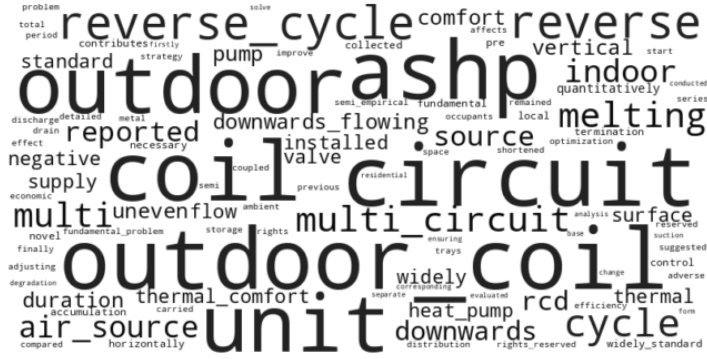 problem solve
total reverse_cycle comfort affects reverse
period contributes firstly collected pre vertical start
standard strategy pump improve indoor
outdoor ashp quantitatively conducted
semi_empirical fundamental remained melting series
discharge detailed metal downwards_flowing occupants local
drain reported source termination
effect necessary installed space shortened optimization
negative coil coupled valve circuit
supply semi previous residential
economic
multi unevenflow ambient multi_circuit analysis surface
novel fundamental_problem storage rights base reserved
finally outdoor_coil ensuring trays suggested
adjusting widely change control adverse
degradation corresponding
duration thermal_comfort separate evaluated rcd efficiency thermal
accumulation carried unit heat_pump form
air_source downwards cycle
compared horizontally distribution rights_reserved widely_standard
suction